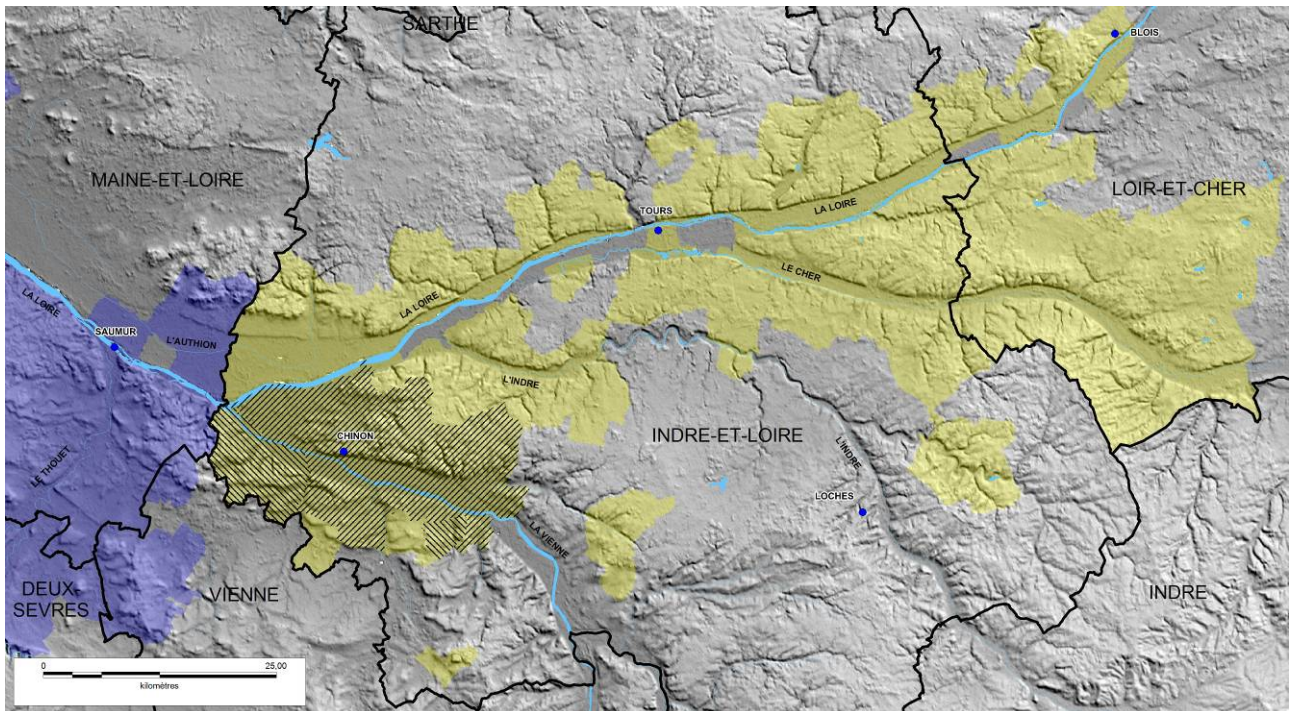 SARTHE
BLOIS
MAINE-ET-LOIRE
LOIR-ET-CHER
TOURS
LA LOIRE
LE CHER
LA LOIRE
LA LOIRE
SAUMUR
L'AUTHION
L'INDRE
CHINON
INDRE-ET-LOIRE
L'INDRE
LE THOUET
LOCHES
LA VIENNE
DEUX-
SEVRES
VIENNE
INDRE
0 25,00
kilomètres